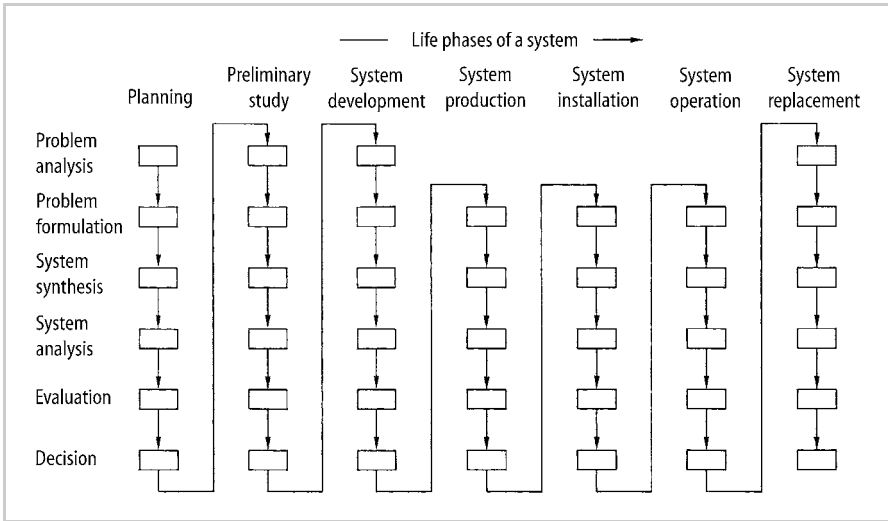 Life phases of a system
Planning
Preliminary
study
System
development
System
production
System
installation
System
operation
System
replacement
Problem
analysis
Problem
formulation
System
synthesis
System
analysis
Evaluation
Decision